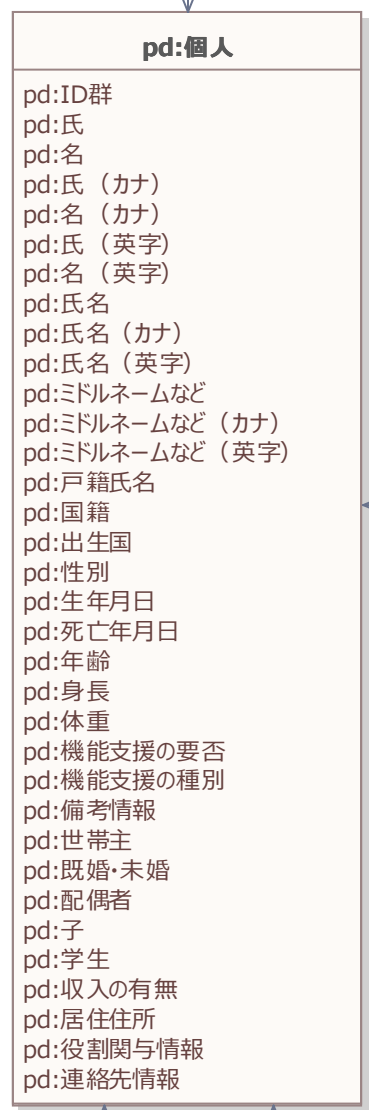 pd:個人
pd:ID群
pd:氏
pd:名
pd:氏（カナ）
pd:名（カナ）
pd:氏（英字）
pd:名（英字）
pd:氏名
pd:氏名（カナ）
pd:氏名（英字）
pd:ミドルネームなど
pd:ミドルネームなど（カナ）
pd:ミドルネームなど（英字）
pd:戸籍氏名
pd:国籍
pd:出生国
pd:性別
pd:生年月日
pd:死亡年月日
pd:年齢
pd:身長
pd:体重
pd:機能支援の要否
pd:機能支援の種別
pd:備考情報
pd:世帯主
pd:既婚・未婚
pd:配偶者
pd:子
pd:学生
pd:収入の有無
pd:居住住所
pd:役割関与情報
pd:連絡先情報